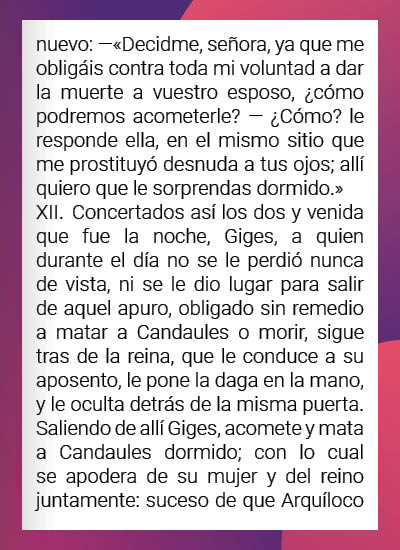 nuevo: —«Decidme, señora, ya que me
obligáis contra toda mi voluntad a dar
la muerte a vuestro esposo, ¿cómo
podremos acometerle? — ¿Cómo? le
responde ella, en el mismo sitio que
me prostituyó desnuda a tus ojos; allí
quiero que le sorprendas dormido.»
XII. Concertados así los dos y venida
que fue la noche, Giges, a quien
durante el día no se le perdió nunca
de vista, ni se le dio lugar para salir
de aquel apuro, obligado sin remedio
a matar a Candaules o morir, sigue
tras de la reina, que le conduce a su
aposento, le pone la daga en la mano,
y le oculta detrás de la misma puerta.
Saliendo de allí Giges, acomete y mata
a Candaules dormido; con lo cual
se apodera de su mujer y del reino
juntamente: suceso de que Arquíloco